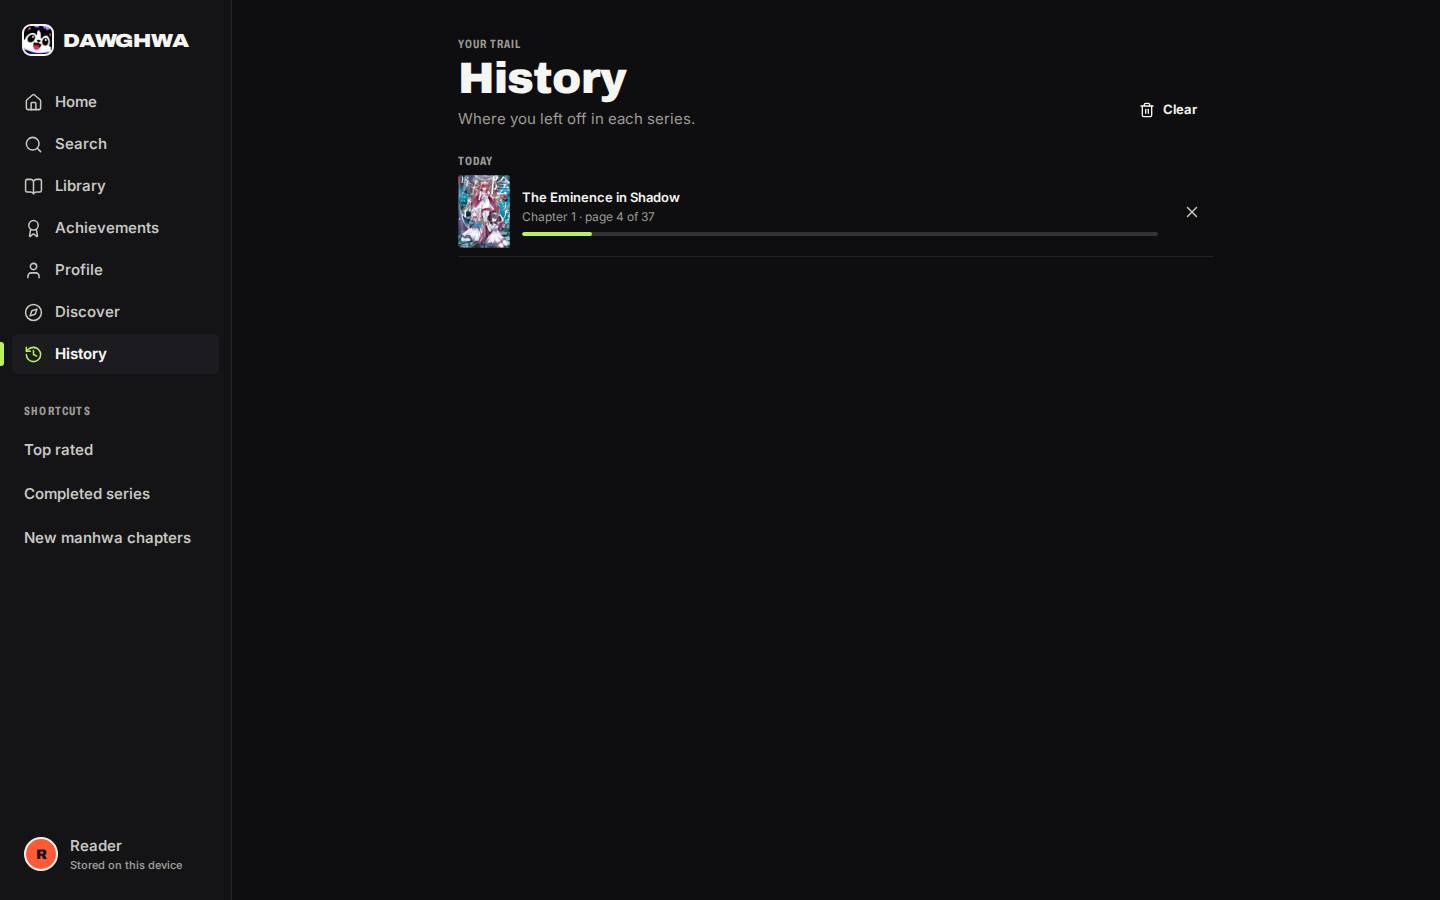 DAWGHWA
Home
Search
Library
Achievements
Profile
Discover
History
SHORTCUTS
Top rated
Completed series
New manhwa chapters
R
Reader
Stored on this device
YOUR TRAIL
History
Where you left off in each series.
Clear
TODAY
The Eminence in Shadow
Chapter 1 · page 4 of 37